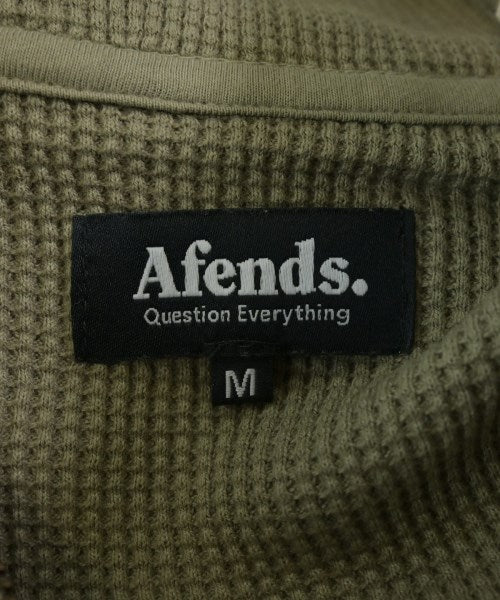 Afends.
Question Everything
M